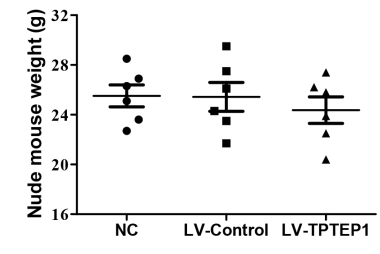 Nude mouse weight (g)
32
28
24
20
16
NC LV-Control LV-TPTEP1